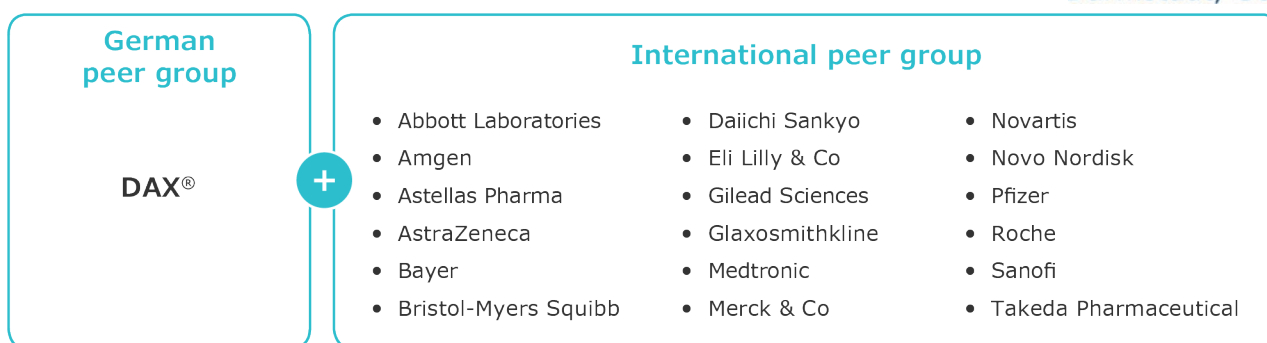 German
peer group
DAX®
+
International peer group
• Abbott Laboratories
• Amgen
• Astellas Pharma
• AstraZeneca
• Bayer
• Bristol-Myers Squibb
• Daiichi Sankyo
• Eli Lilly & Co
• Gilead Sciences
• Glaxosmithkline
• Medtronic
• Merck & Co
• Novartis
• Novo Nordisk
• Pfizer
• Roche
• Sanofi
• Takeda Pharmaceutical